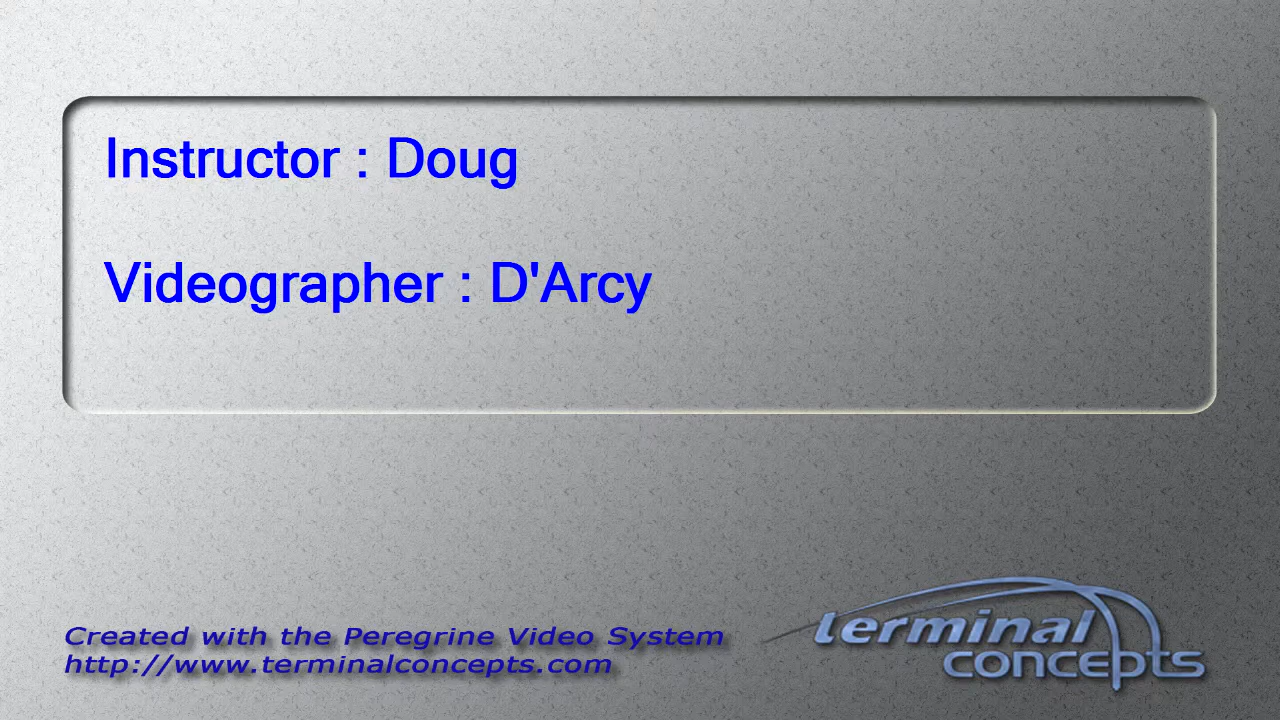 Instructor : Doug
Videographer : D'Arcy
Created with the Peregrine Video System
http://www.terminalconcepts.com
terminal
concepts